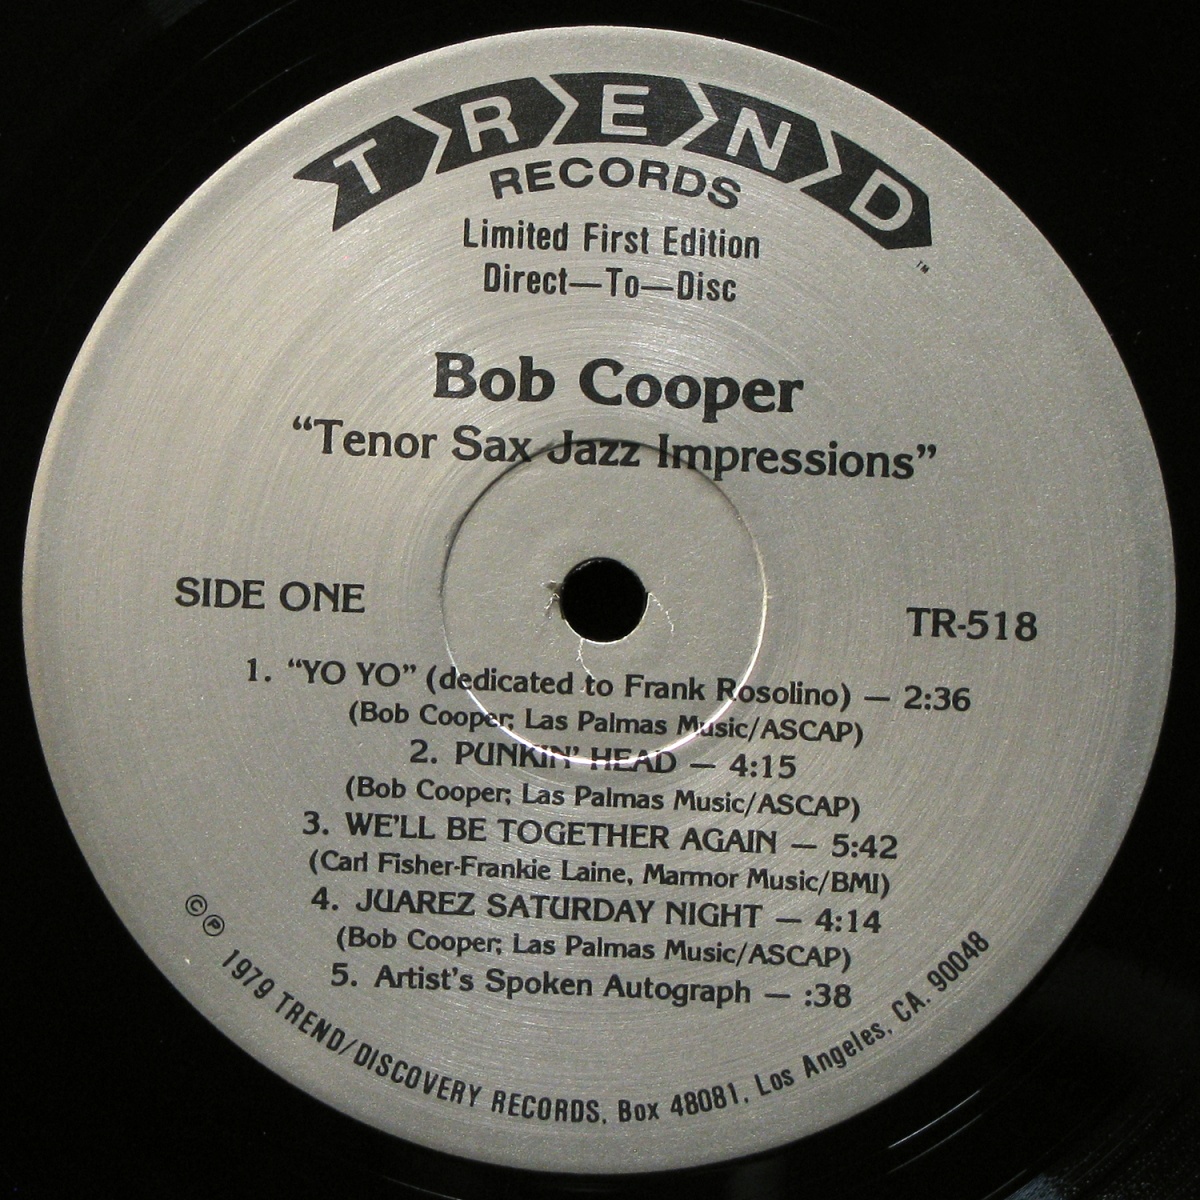 TREND
RECORDS
™
Limited First Edition
Direct—To—Disc
Bob Cooper
“Tenor Sax Jazz Impressions”
SIDE ONE
TR-518
1. “YO YO” (dedicated to Frank Rosolino) — 2:36
(Bob Cooper; Las Palmas Music/ASCAP)
2. PUNKIN’ HEAD — 4:15
(Bob Cooper; Las Palmas Music/ASCAP)
3. WE’LL BE TOGETHER AGAIN — 5:42
(Carl Fisher-Frankie Laine, Marmor Music/BMI)
4. JUAREZ SATURDAY NIGHT — 4:14
(Bob Cooper; Las Palmas Music/ASCAP)
5. Artist’s Spoken Autograph — :38
©℗ 1979 TREND/DISCOVERY RECORDS, Box 48081, Los Angeles, CA. 90048